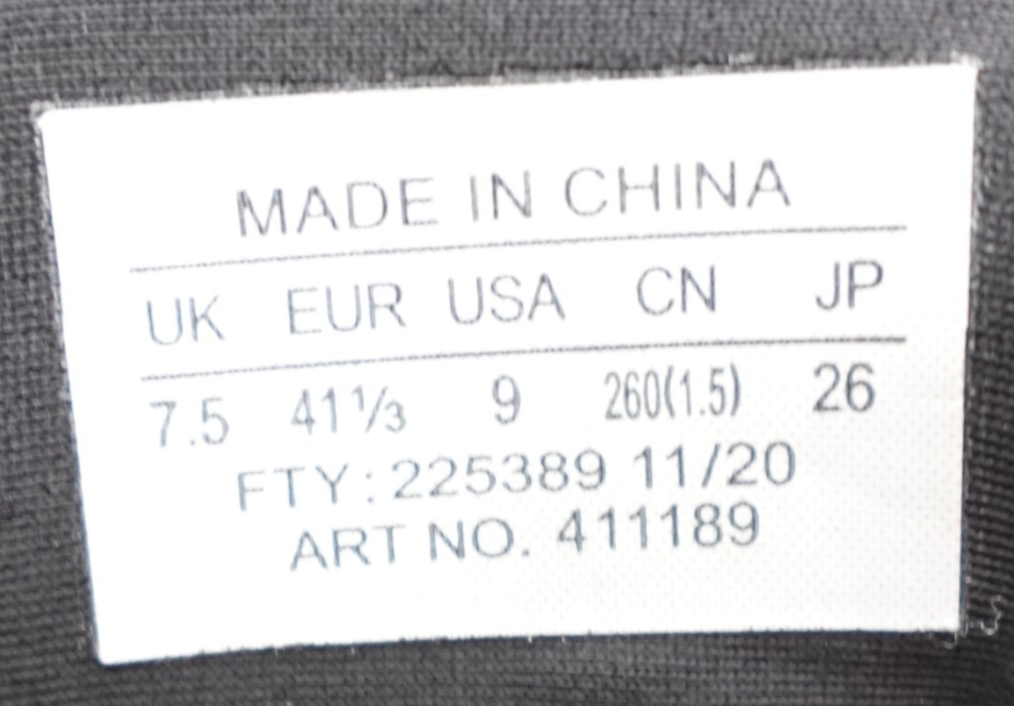 MADE IN CHINA
UK EUR USA CN JP
7.5 41⅓ 9 260(1.5) 26
FTY: 225389 11/20
ART NO. 411189